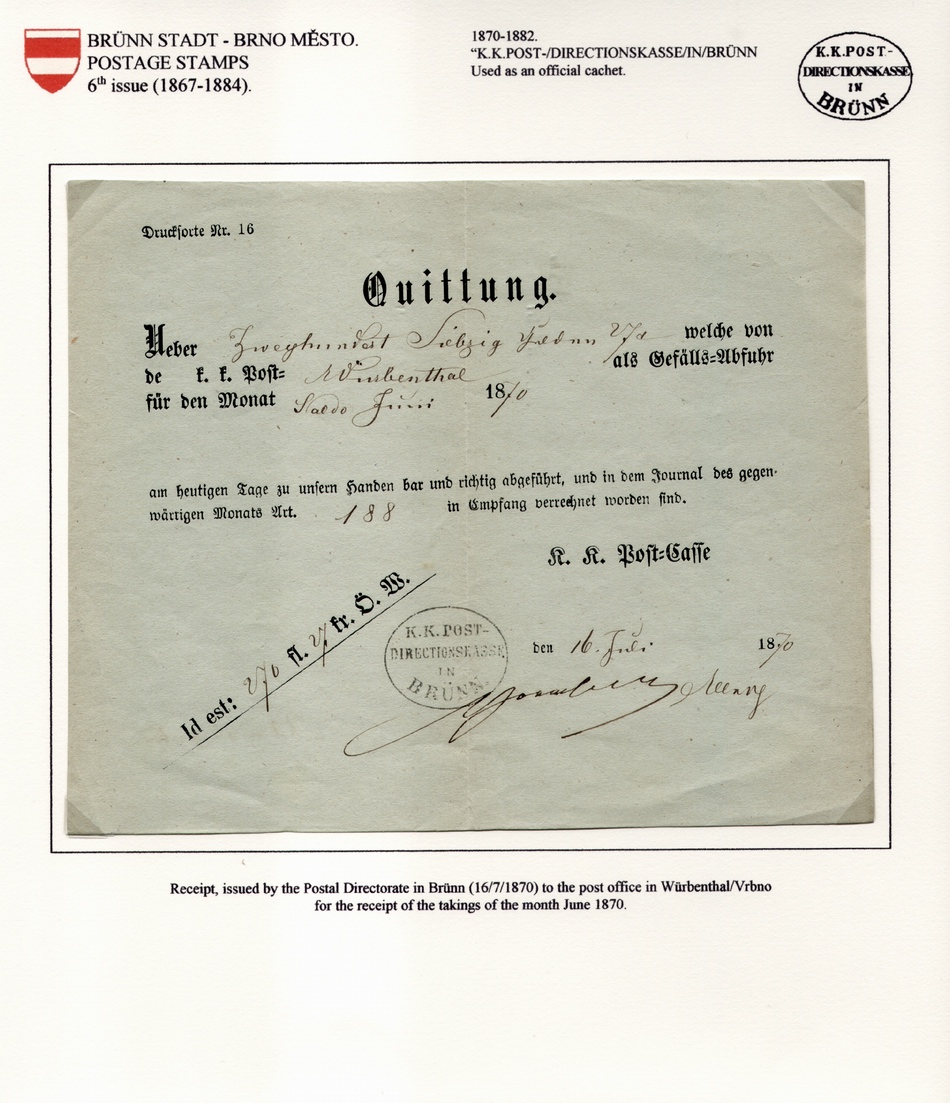 BRÜNN STADT - BRNO MĚSTO.
POSTAGE STAMPS
6th issue (1867-1884).
1870-1882.
“K.K.POST-/DIRECTIONSKASSE/IN/BRÜNN
Used as an official cachet.
K.K.POST-
DIRECTIONSKASSE
IN
BRÜNN
Drucksorte Nr. 16
Quittung.
Ueber Zweyhundert Siebzig welche von
de k. k. Post= Würbenthal als Gefälls=Abfuhr
für den Monat Saldo Juni 1870
am heutigen Tage zu unsern Handen bar und richtig abgeführt, und in dem Journal des gegen-
wärtigen Monats Art. 188 in Empfang verrechnet worden sind.
K. K. Post=Casse
Id est: 270 fl. 27 kr. Ö. W.
K.K. POST-
DIRECTIONSKASSE
IN
BRÜNN.
den 16. Juli 1870
Receipt, issued by the Postal Directorate in Brünn (16/7/1870) to the post office in Würbenthal/Vrbno
for the receipt of the takings of the month June 1870.